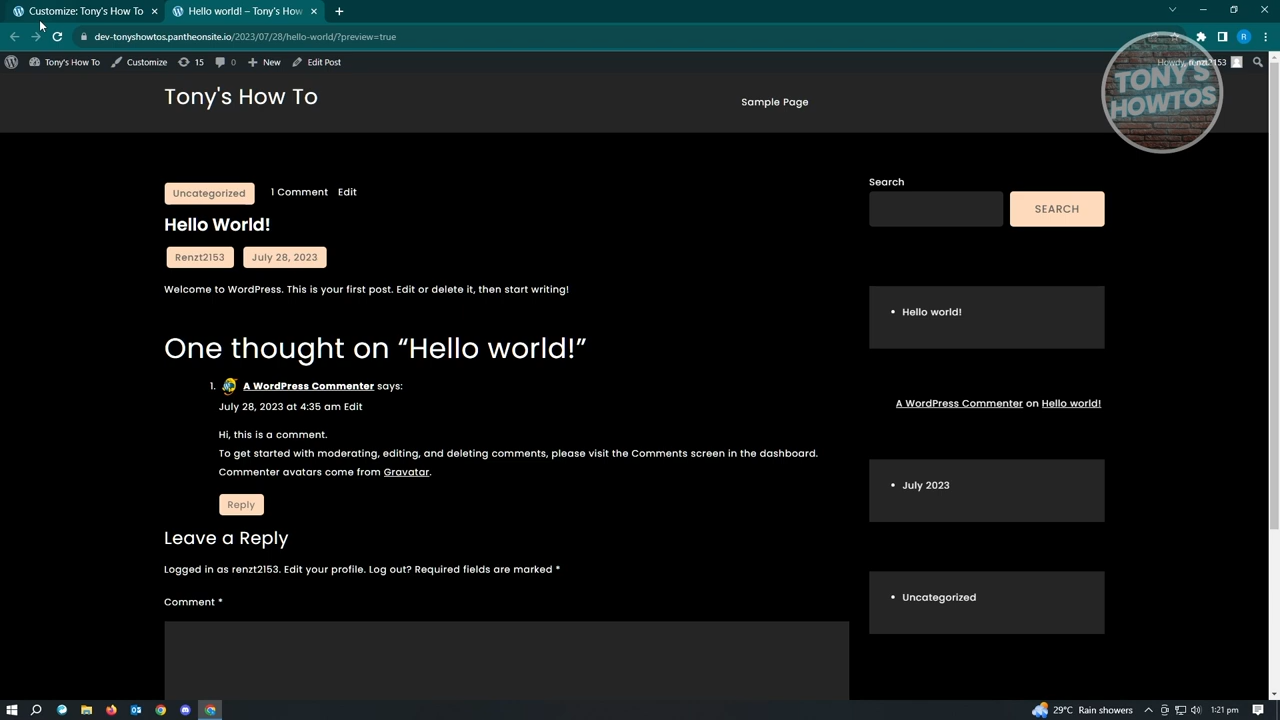 Customize: Tony's How To
Hello world! – Tony's How
dev-tonyshowtos.pantheonsite.io/2023/07/28/hello-world/?preview=true
R
Tony's How To
Customize
15
0
New
Edit Post
Howdy, renzt2153
TONY'S
HOWTOS
Tony's How To
Sample Page
Uncategorized
1 Comment
Edit
Hello World!
Renzt2153
July 28, 2023
Welcome to WordPress. This is your first post. Edit or delete it, then start writing!
One thought on “Hello world!”
1.
A WordPress Commenter says:
July 28, 2023 at 4:35 am Edit
Hi, this is a comment.
To get started with moderating, editing, and deleting comments, please visit the Comments screen in the dashboard.
Commenter avatars come from Gravatar.
Reply
Leave a Reply
Logged in as renzt2153. Edit your profile. Log out? Required fields are marked *
Comment *
Search
SEARCH
Hello world!
A WordPress Commenter on Hello world!
July 2023
Uncategorized
29°C Rain showers
1:21 pm